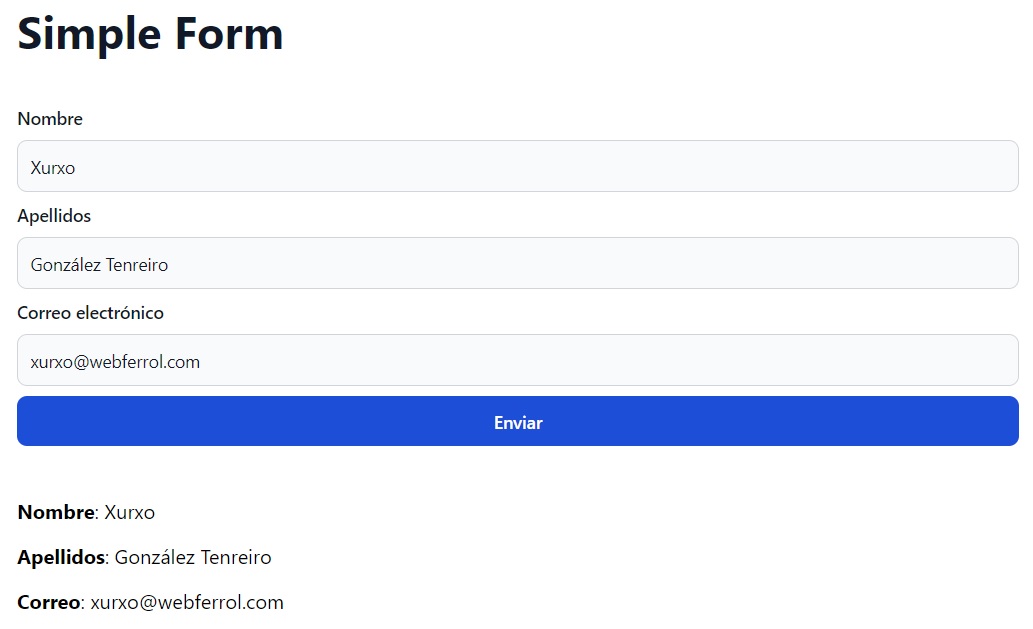 Simple Form
Nombre
Xurxo
Apellidos
González Tenreiro
Correo electrónico
xurxo@webferrol.com
Enviar
Nombre: Xurxo
Apellidos: González Tenreiro
Correo: xurxo@webferrol.com